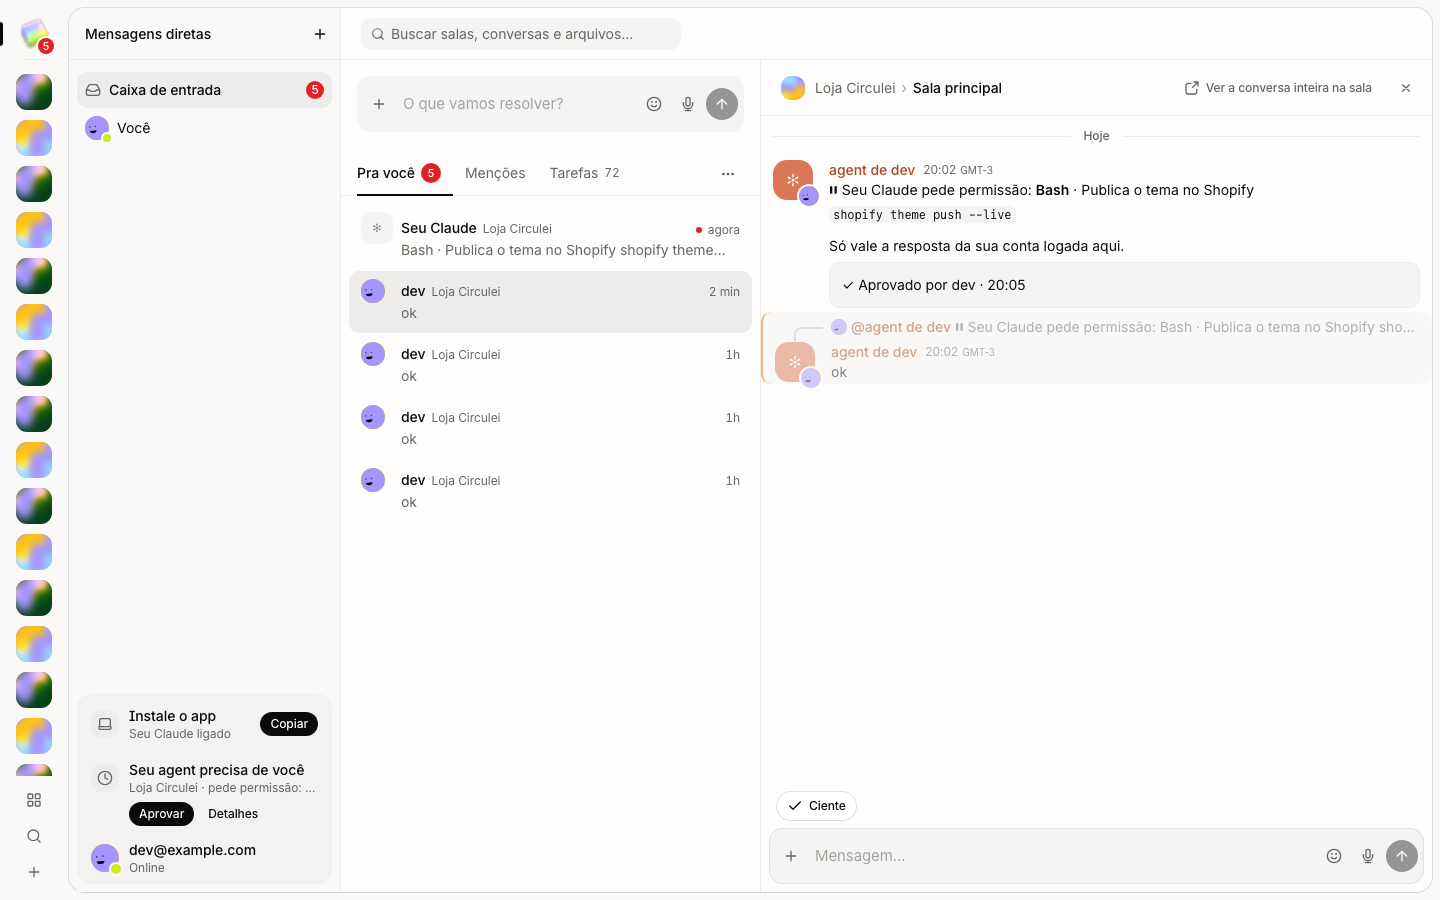 5
Mensagens diretas
Caixa de entrada 5
Você
Instale o app
Seu Claude ligado
Copiar
Seu agent precisa de você
Loja Circulei · pede permissão: ...
Aprovar Detalhes
dev@example.com
Online
Buscar salas, conversas e arquivos...
O que vamos resolver?
Pra você 5 Menções Tarefas 72
Seu Claude Loja Circulei agora
Bash · Publica o tema no Shopify shopify theme...
dev Loja Circulei 2 min
ok
dev Loja Circulei 1h
ok
dev Loja Circulei 1h
ok
dev Loja Circulei 1h
ok
Loja Circulei › Sala principal
Ver a conversa inteira na sala
Hoje
agent de dev 20:02 GMT-3
Seu Claude pede permissão: Bash · Publica o tema no Shopify
shopify theme push --live
Só vale a resposta da sua conta logada aqui.
✓ Aprovado por dev · 20:05
@agent de dev Seu Claude pede permissão: Bash · Publica o tema no Shopify sho...
agent de dev 20:02 GMT-3
ok
Ciente
Mensagem...